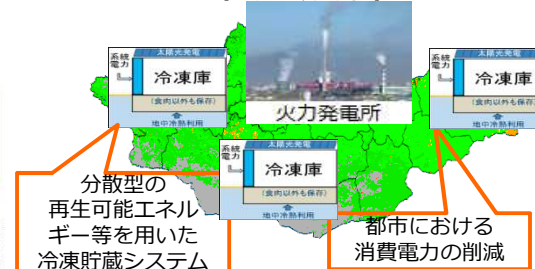 系統
電力
太陽光発電
冷凍庫
(食肉以外も保存)
地中冷熱利用
火力発電所
系統
電力
太陽光発電
冷凍庫
(食肉以外も保存)
地中冷熱利用
系統
電力
太陽光発電
冷凍庫
(食肉以外も保存)
地中冷熱利用
分散型の
再生可能エネル
ギー等を用いた
冷凍貯蔵システム
都市における
消費電力の削減